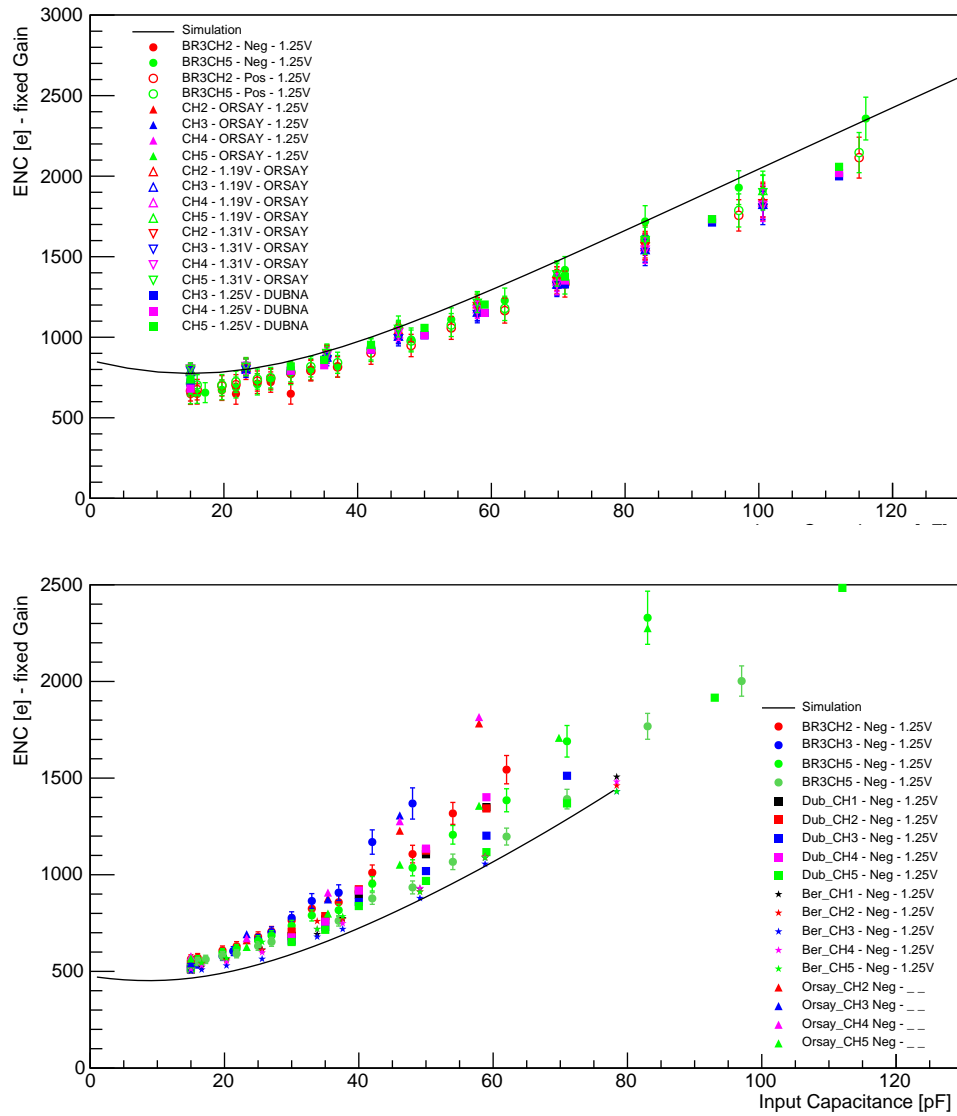 3000
2500
2000
1500
1000
500
0
ENC [e] - fixed Gain
Simulation
BR3CH2 - Neg - 1.25V
BR3CH5 - Neg - 1.25V
BR3CH2 - Pos - 1.25V
BR3CH5 - Pos - 1.25V
CH2 - ORSAY - 1.25V
CH3 - ORSAY - 1.25V
CH4 - ORSAY - 1.25V
CH5 - ORSAY - 1.25V
CH2 - 1.19V - ORSAY
CH3 - 1.19V - ORSAY
CH4 - 1.19V - ORSAY
CH5 - 1.19V - ORSAY
CH2 - 1.31V - ORSAY
CH3 - 1.31V - ORSAY
CH4 - 1.31V - ORSAY
CH5 - 1.31V - ORSAY
CH3 - 1.25V - DUBNA
CH4 - 1.25V - DUBNA
CH5 - 1.25V - DUBNA
0 20 40 60 80 100 120
2500
2000
1500
1000
500
0
ENC [e] - fixed Gain
Simulation
BR3CH2 - Neg - 1.25V
BR3CH3 - Neg - 1.25V
BR3CH5 - Neg - 1.25V
BR3CH5 - Neg - 1.25V
Dub_CH1 - Neg - 1.25V
Dub_CH2 - Neg - 1.25V
Dub_CH3 - Neg - 1.25V
Dub_CH4 - Neg - 1.25V
Dub_CH5 - Neg - 1.25V
Ber_CH1 - Neg - 1.25V
Ber_CH2 - Neg - 1.25V
Ber_CH3 - Neg - 1.25V
Ber_CH4 - Neg - 1.25V
Ber_CH5 - Neg - 1.25V
Orsay_CH2 Neg - _ _
Orsay_CH3 Neg - _ _
Orsay_CH4 Neg - _ _
Orsay_CH5 Neg - _ _
0 20 40 60 80 100 120
Input Capacitance [pF]